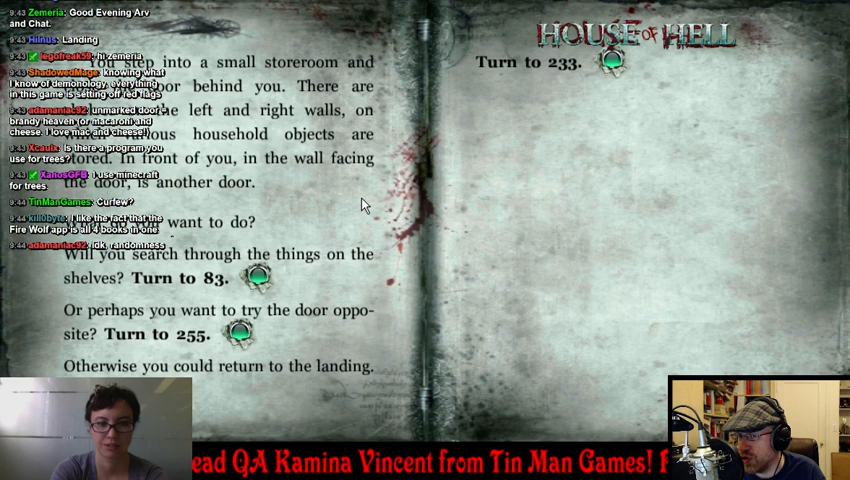 9:43 Zemeria: Good Evening Arv
and Chat.
9:43 Hiinus: Landing
9:43 legofreak59: hi zemeria
9:43 ShadowedMage: knowing what
I know of demonology, everything
in this game is setting off red flags
9:43 adamaniac92: unmarked door,
brandy heaven (or macaroni and
cheese. I love mac and cheese!)
9:43 Xcaulx: Is there a program you
use for trees?
9:43 XanosGFB: i use minecraft
for trees.
9:44 TinManGames: Curfew?
9:44 killObyte: I like the fact that the
Fire Wolf app is all 4 books in one.
9:44 adamaniac92: idk, randomness
You step into a small storeroom and
door behind you. There are
the left and right walls, on
household objects are
stored. In front of you, in the wall facing
the door, is another door.
want to do?
Will you search through the things on the
shelves? Turn to 83.
Or perhaps you want to try the door oppo-
site? Turn to 255.
Otherwise you could return to the landing.
HOUSE OF HELL
Turn to 233.
ead QA Kamina Vincent from Tin Man Games!